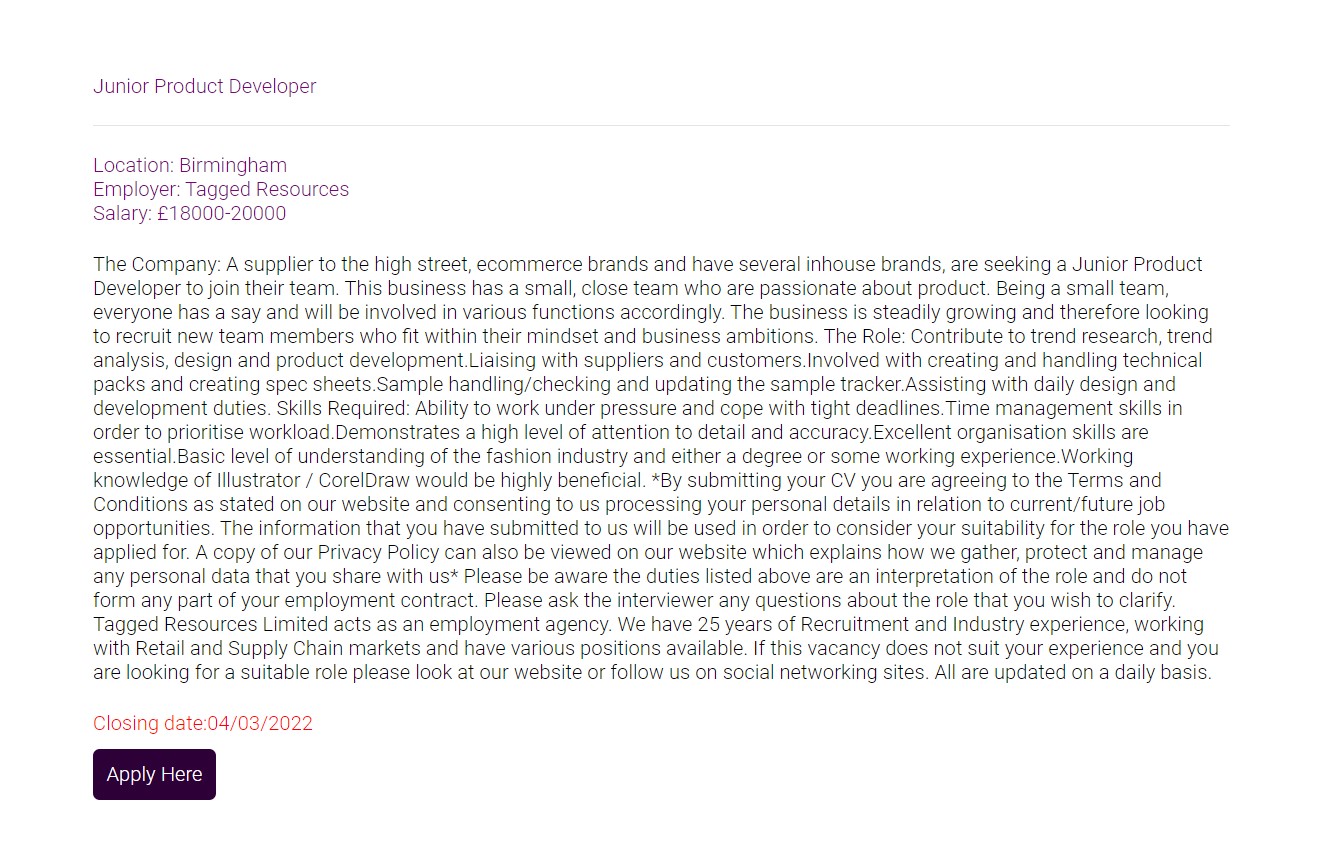 Junior Product Developer
Location: Birmingham
Employer: Tagged Resources
Salary: £18000-20000
The Company: A supplier to the high street, ecommerce brands and have several inhouse brands, are seeking a Junior Product
Developer to join their team. This business has a small, close team who are passionate about product. Being a small team,
everyone has a say and will be involved in various functions accordingly. The business is steadily growing and therefore looking
to recruit new team members who fit within their mindset and business ambitions. The Role: Contribute to trend research, trend
analysis, design and product development.Liaising with suppliers and customers.Involved with creating and handling technical
packs and creating spec sheets.Sample handling/checking and updating the sample tracker.Assisting with daily design and
development duties. Skills Required: Ability to work under pressure and cope with tight deadlines.Time management skills in
order to prioritise workload.Demonstrates a high level of attention to detail and accuracy.Excellent organisation skills are
essential.Basic level of understanding of the fashion industry and either a degree or some working experience.Working
knowledge of Illustrator / CorelDraw would be highly beneficial. *By submitting your CV you are agreeing to the Terms and
Conditions as stated on our website and consenting to us processing your personal details in relation to current/future job
opportunities. The information that you have submitted to us will be used in order to consider your suitability for the role you have
applied for. A copy of our Privacy Policy can also be viewed on our website which explains how we gather, protect and manage
any personal data that you share with us* Please be aware the duties listed above are an interpretation of the role and do not
form any part of your employment contract. Please ask the interviewer any questions about the role that you wish to clarify.
Tagged Resources Limited acts as an employment agency. We have 25 years of Recruitment and Industry experience, working
with Retail and Supply Chain markets and have various positions available. If this vacancy does not suit your experience and you
are looking for a suitable role please look at our website or follow us on social networking sites. All are updated on a daily basis.
Closing date:04/03/2022
Apply Here